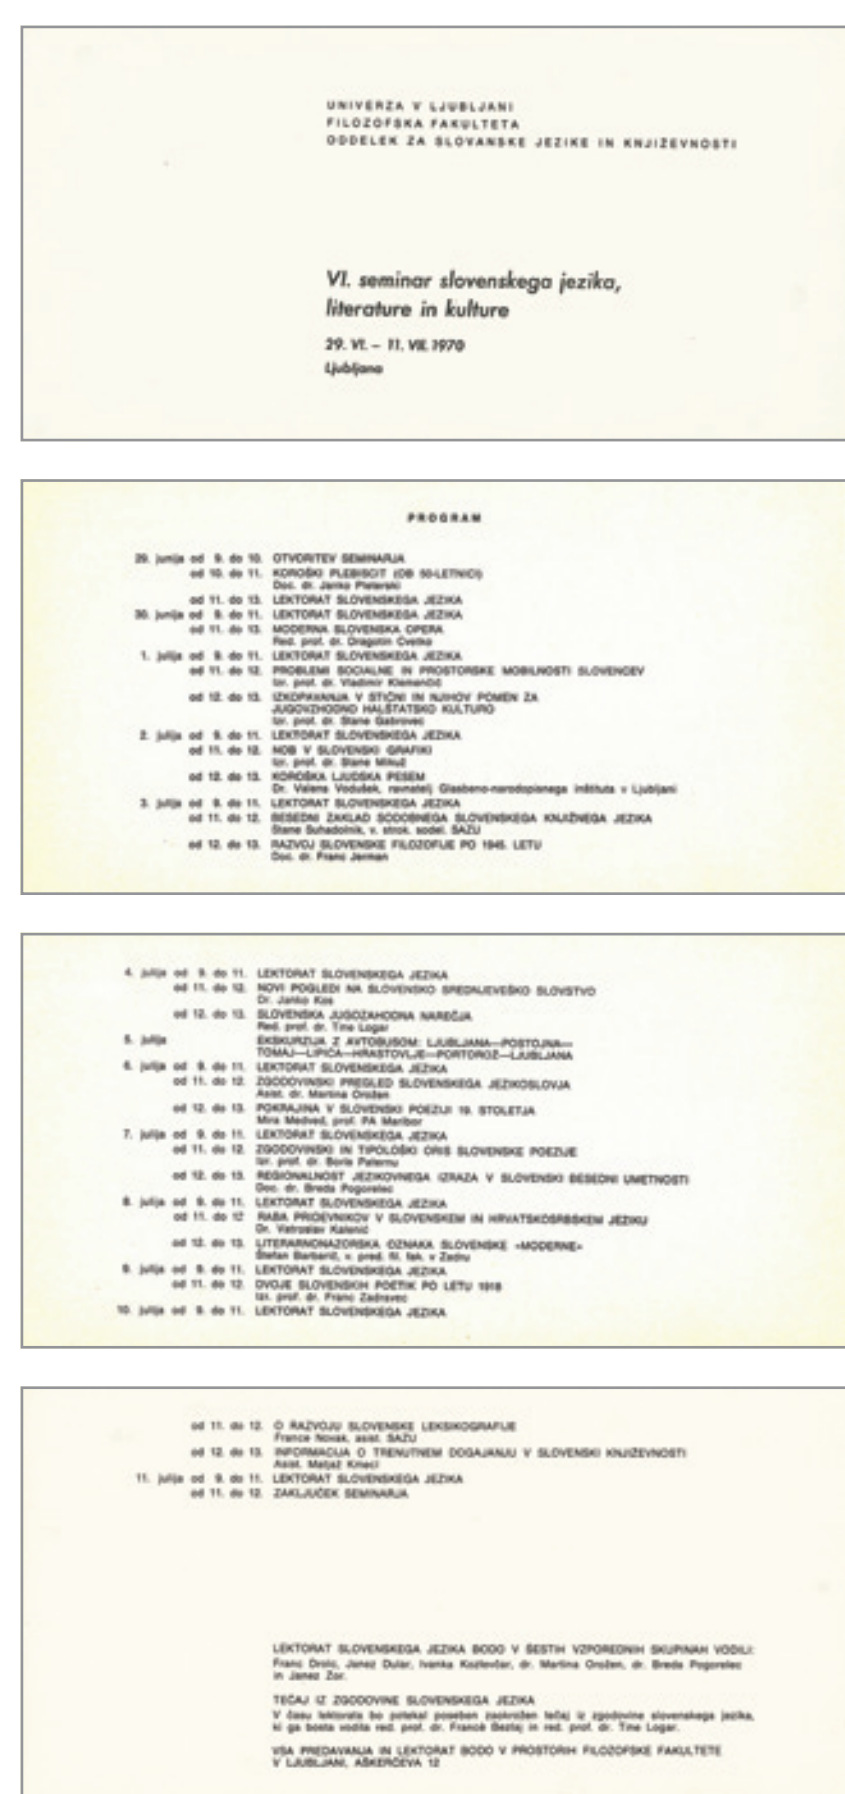 UNIVERZA V LJUBLJANI
FILOZOFSKA FAKULTETA
ODDELEK ZA SLOVANSKE JEZIKE IN KNJIŽEVNOSTI
VI. seminar slovenskega jezika,
literature in kulture
29. VI. – 11. VII. 1970
Ljubljana
PROGRAM
29. junija od 9. do 10. OTVORITEV SEMINARJA
od 10. do 11. KOROŠKI PLEBISCIT (OB 50-LETNICI)
Doc. dr. Janko Pleterski
od 11. do 13. LEKTORAT SLOVENSKEGA JEZIKA
30. junija od 9. do 11. LEKTORAT SLOVENSKEGA JEZIKA
od 11. do 13. MODERNA SLOVENSKA OPERA
Red. prof. dr. Dragotin Cvetko
1. julija od 9. do 11. LEKTORAT SLOVENSKEGA JEZIKA
od 11. do 12. PROBLEMI SOCIALNE IN PROSTORSKE MOBILNOSTI SLOVENCEV
Izr. prof. dr. Vladimir Klemenčič
od 12. do 13. IZKOPAVANJA V STIČNI IN NJIHOV POMEN ZA
JUGOVZHODNO HALŠTATSKO KULTURO
Izr. prof. dr. Stane Gabrovec
2. julija od 9. do 11. LEKTORAT SLOVENSKEGA JEZIKA
od 11. do 12. NOB V SLOVENSKI GRAFIKI
Izr. prof. dr. Stane Mikuž
od 12. do 13. KOROŠKA LJUDSKA PESEM
Dr. Valens Vodušek, ravnatelj Glasbeno-narodopisnega inštituta v Ljubljani
3. julija od 9. do 11. LEKTORAT SLOVENSKEGA JEZIKA
od 11. do 12. BESEDNI ZAKLAD SODOBNEGA SLOVENSKEGA KNJIŽNEGA JEZIKA
Stane Suhadolnik, v. strok. sodel. SAZU
od 12. do 13. RAZVOJ SLOVENSKE FILOZOFIJE PO 1945. LETU
Doc. dr. Franc Jerman
4. julija od 9. do 11. LEKTORAT SLOVENSKEGA JEZIKA
od 11. do 12. NOVI POGLEDI NA SLOVENSKO SREDNJEVEŠKO SLOVSTVO
Dr. Janko Kos
od 12. do 13. SLOVENSKA JUGOZAHODNA NAREČJA
Red. prof. dr. Tine Logar
5. julija EKSKURZIJA Z AVTOBUSOM: LJUBLJANA—POSTOJNA—
TOMAJ—LIPICA—HRASTOVLJE—PORTOROŽ—LJUBLJANA
6. julija od 9. do 11. LEKTORAT SLOVENSKEGA JEZIKA
od 11. do 12. ZGODOVINSKI PREGLED SLOVENSKEGA JEZIKOSLOVJA
Asist. dr. Martina Orožen
od 12. do 13. POKRAJINA V SLOVENSKI POEZIJI 19. STOLETJA
Mira Medved, prof. PA Maribor
7. julija od 9. do 11. LEKTORAT SLOVENSKEGA JEZIKA
od 11. do 12. ZGODOVINSKI IN TIPOLOŠKI ORIS SLOVENSKE POEZIJE
Izr. prof. dr. Boris Paternu
od 12. do 13. REGIONALNOST JEZIKOVNEGA IZRAZA V SLOVENSKI BESEDNI UMETNOSTI
Doc. dr. Breda Pogorelec
8. julija od 9. do 11. LEKTORAT SLOVENSKEGA JEZIKA
od 11. do 12 RABA PRIDEVNIKOV V SLOVENSKEM IN HRVATSKOSRBSKEM JEZIKU
Dr. Vatroslav Kalenić
od 12. do 13. LITERARNONAZORSKA OZNAKA SLOVENSKE »MODERNE«
Štefan Barbarič, v. pred. fil. fak. v Zadru
9. julija od 9. do 11. LEKTORAT SLOVENSKEGA JEZIKA
od 11. do 12. DVOJE SLOVENSKIH POETIK PO LETU 1918
Izr. prof. dr. Franc Zadravec
10. julija od 9. do 11. LEKTORAT SLOVENSKEGA JEZIKA
od 11. do 12. O RAZVOJU SLOVENSKE LEKSIKOGRAFIJE
France Novak, asist. SAZU
od 12. do 13. INFORMACIJA O TRENUTNEM DOGAJANJU V SLOVENSKI KNJIŽEVNOSTI
Asist. Matjaž Kmecl
11. julija od 9. do 11. LEKTORAT SLOVENSKEGA JEZIKA
od 11. do 12. ZAKLJUČEK SEMINARJA
LEKTORAT SLOVENSKEGA JEZIKA BODO V ŠESTIH VZPOREDNIH SKUPINAH VODILI:
Franc Drolc, Janez Dular, Ivanka Kozlevčar, dr. Martina Orožen, dr. Breda Pogorelec
in Janez Zor.
TEČAJ IZ ZGODOVINE SLOVENSKEGA JEZIKA
V času lektorata bo potekal poseben zaokrožen tečaj iz zgodovine slovenskega jezika,
ki ga bosta vodila red. prof. dr. France Bezlaj in red. prof. dr. Tine Logar.
VSA PREDAVANJA IN LEKTORAT BODO V PROSTORIH FILOZOFSKE FAKULTETE
V LJUBLJANI, AŠKERČEVA 12